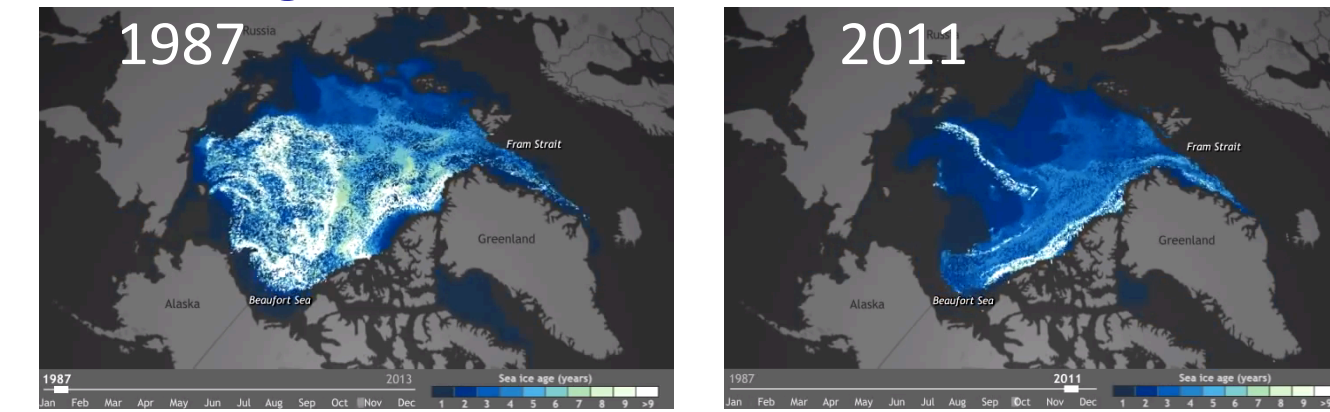 1987
Russia
Fram Strait
Greenland
Alaska
Beaufort Sea
1987 2013 Sea ice age (years)
Jan Feb Mar Apr May Jun Jul Aug Sep Oct Nov Dec 1 2 3 4 5 6 7 8 9 >9
2011
Russia
Fram Strait
Greenland
Alaska
Beaufort Sea
1987 2011 Sea ice age (years)
Jan Feb Mar Apr May Jun Jul Aug Sep Oct Nov Dec 1 2 3 4 5 6 7 8 9 >9